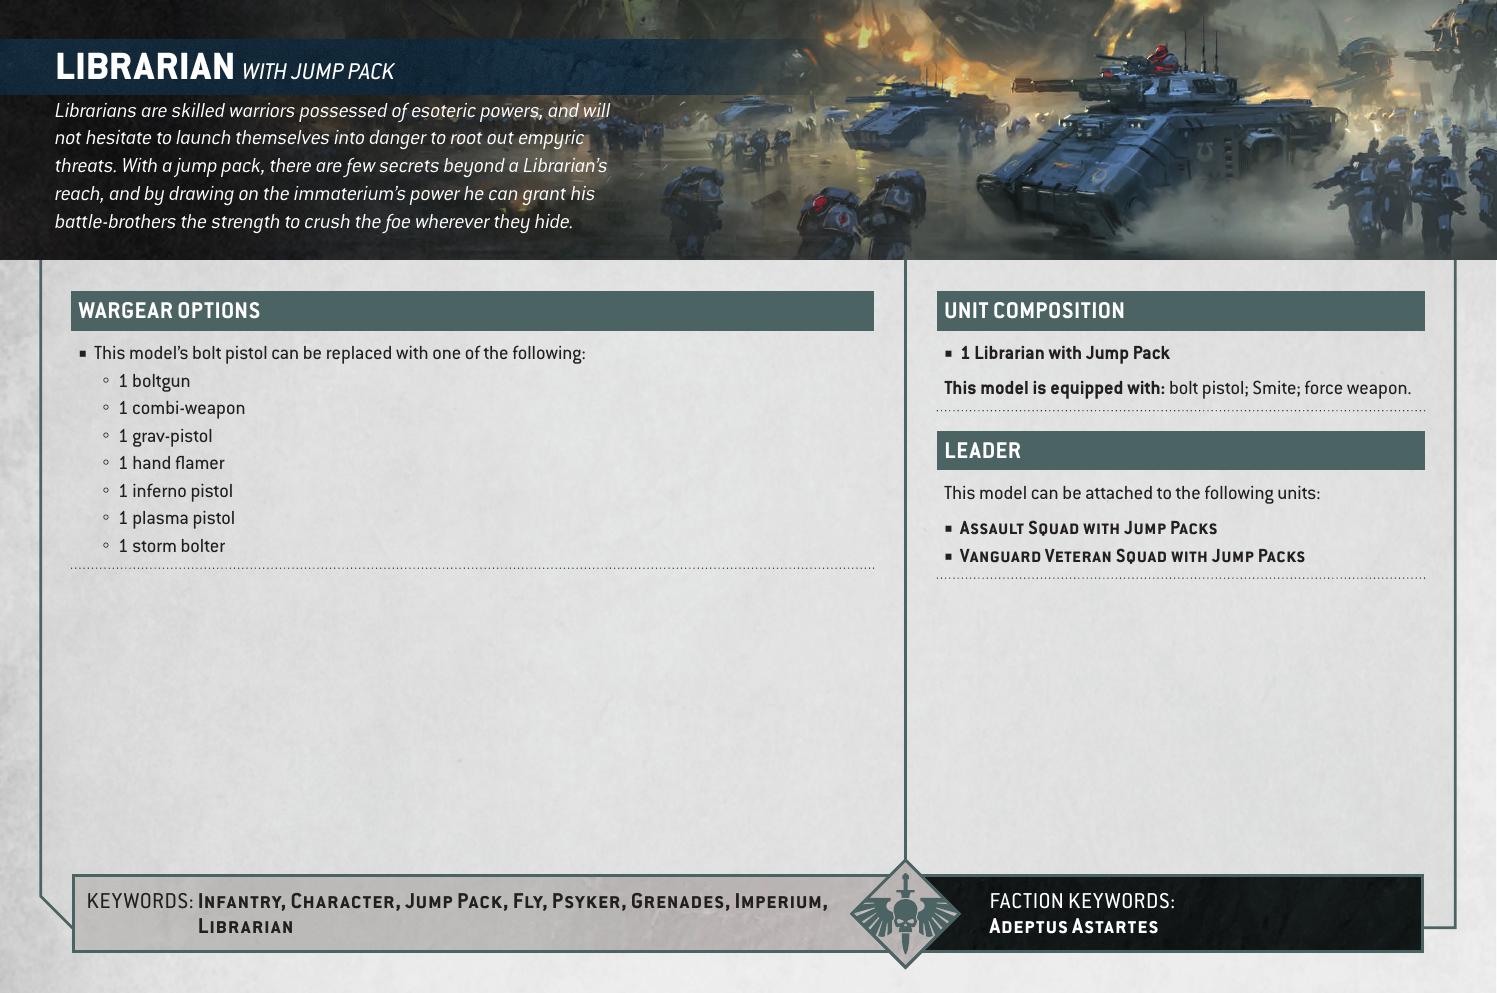 LIBRARIAN WITH JUMP PACK
Librarians are skilled warriors possessed of esoteric powers, and will
not hesitate to launch themselves into danger to root out empyric
threats. With a jump pack, there are few secrets beyond a Librarian's
reach, and by drawing on the immaterium's power he can grant his
battle-brothers the strength to crush the foe wherever they hide.
WARGEAR OPTIONS
■ This model's bolt pistol can be replaced with one of the following:
◦ 1 boltgun
◦ 1 combi-weapon
◦ 1 grav-pistol
◦ 1 hand flamer
◦ 1 inferno pistol
◦ 1 plasma pistol
◦ 1 storm bolter
UNIT COMPOSITION
■ 1 Librarian with Jump Pack
This model is equipped with: bolt pistol; Smite; force weapon.
LEADER
This model can be attached to the following units:
■ Assault Squad with Jump Packs
■ Vanguard Veteran Squad with Jump Packs
KEYWORDS: Infantry, Character, Jump Pack, Fly, Psyker, Grenades, Imperium,
Librarian
FACTION KEYWORDS:
Adeptus Astartes